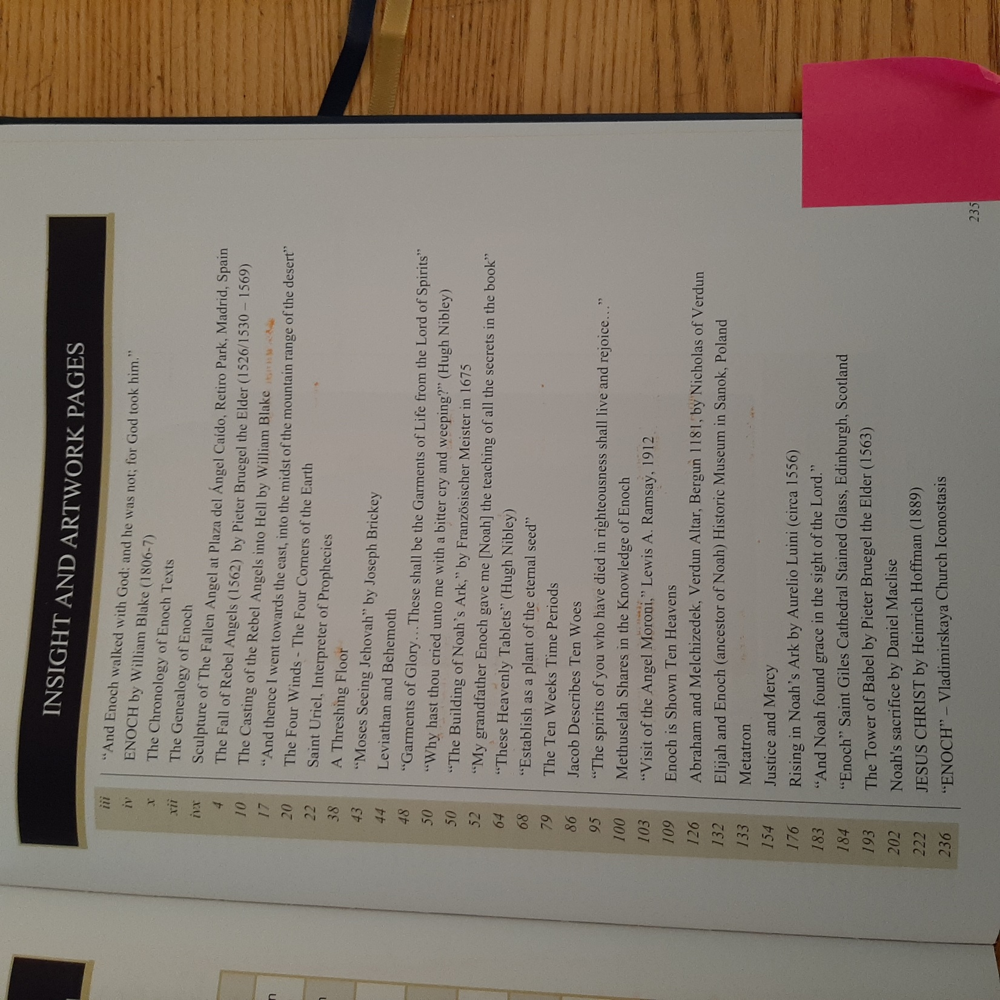 INSIGHT AND ARTWORK PAGES
iii “And Enoch walked with God: and he was not; for God took him.”
iv ENOCH by William Blake (1806-7)
x The Chronology of Enoch Texts
xii The Genealogy of Enoch
ivx Sculpture of The Fallen Angel at Plaza del Ángel Caído, Retiro Park, Madrid, Spain
4 The Fall of Rebel Angels (1562) by Pieter Bruegel the Elder (1526/1530 – 1569)
10 The Casting of the Rebel Angels into Hell by William Blake
17 “And thence I went towards the east, into the midst of the mountain range of the desert”
20 The Four Winds - The Four Corners of the Earth
22 Saint Uriel, Interpreter of Prophecies
38 A Threshing Floor
43 “Moses Seeing Jehovah” by Joseph Brickey
44 Leviathan and Behemoth
48 “Garments of Glory…These shall be the Garments of Life from the Lord of Spirits”
50 “Why hast thou cried unto me with a bitter cry and weeping?” (Hugh Nibley)
50 “The Building of Noah’s Ark,” by Französischer Meister in 1675
52 “My grandfather Enoch gave me [Noah] the teaching of all the secrets in the book”
64 “These Heavenly Tablets” (Hugh Nibley)
68 “Establish as a plant of the eternal seed”
79 The Ten Weeks Time Periods
86 Jacob Describes Ten Woes
95 “The spirits of you who have died in righteousness shall live and rejoice…”
100 Methuselah Shares in the Knowledge of Enoch
103 “Visit of the Angel Moroni,” Lewis A. Ramsay, 1912
109 Enoch is Shown Ten Heavens
126 Abraham and Melchizedek, Verdun Altar, Bergun 1181, by Nicholas of Verdun
132 Elijah and Enoch (ancestor of Noah) Historic Museum in Sanok, Poland
133 Metatron
154 Justice and Mercy
176 Rising in Noah’s Ark by Aurelio Luini (circa 1556)
183 “And Noah found grace in the sight of the Lord.”
184 “Enoch” Saint Giles Cathedral Stained Glass, Edinburgh, Scotland
193 The Tower of Babel by Pieter Bruegel the Elder (1563)
202 Noah's sacrifice by Daniel Maclise
222 JESUS CHRIST by Heinrich Hoffman (1889)
236 “ENOCH” – Vladimirskaya Church Iconostasis
235